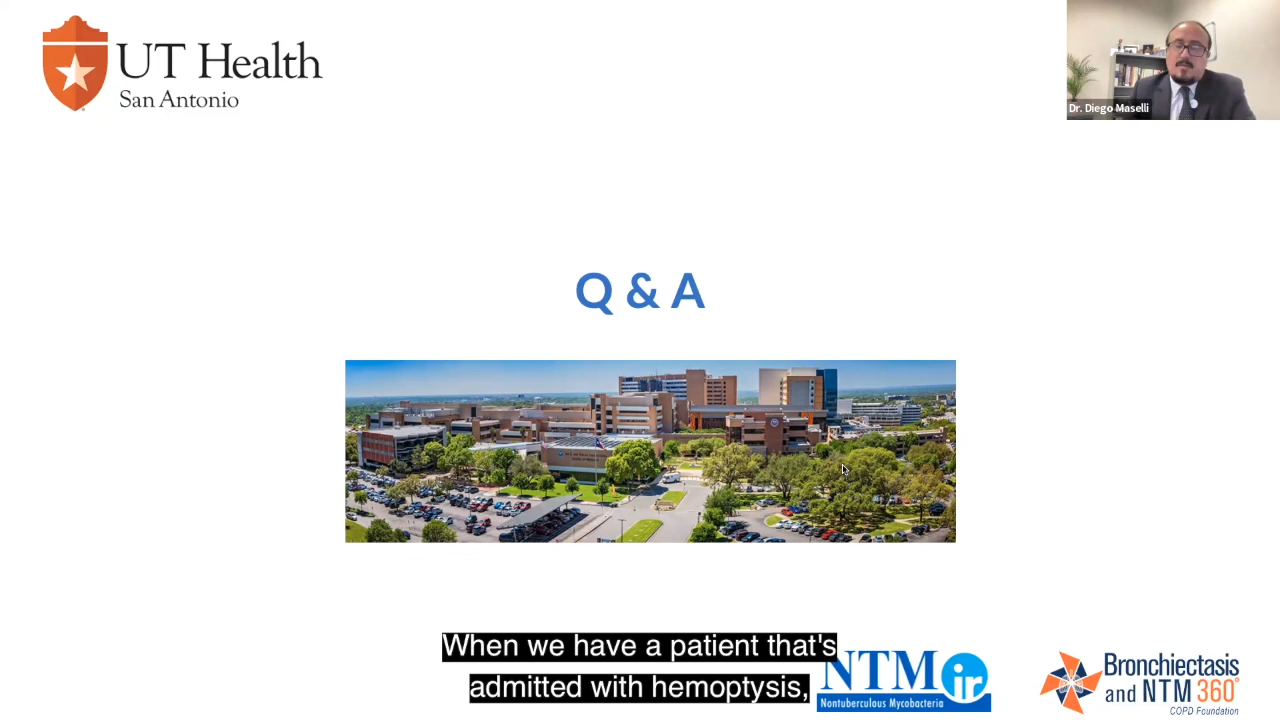 UT Health
San Antonio
Dr. Diego Maselli
Q & A
When we have a patient that's
admitted with hemoptysis,
NTMir
Nontuberculous Mycobacteria
Bronchiectasis
and NTM 360°
COPD Foundation